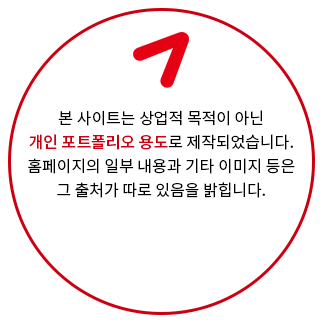 본 사이트는 상업적 목적이 아닌
개인 포트폴리오 용도로 제작되었습니다.
홈페이지의 일부 내용과 기타 이미지 등은
그 출처가 따로 있음을 밝힙니다.